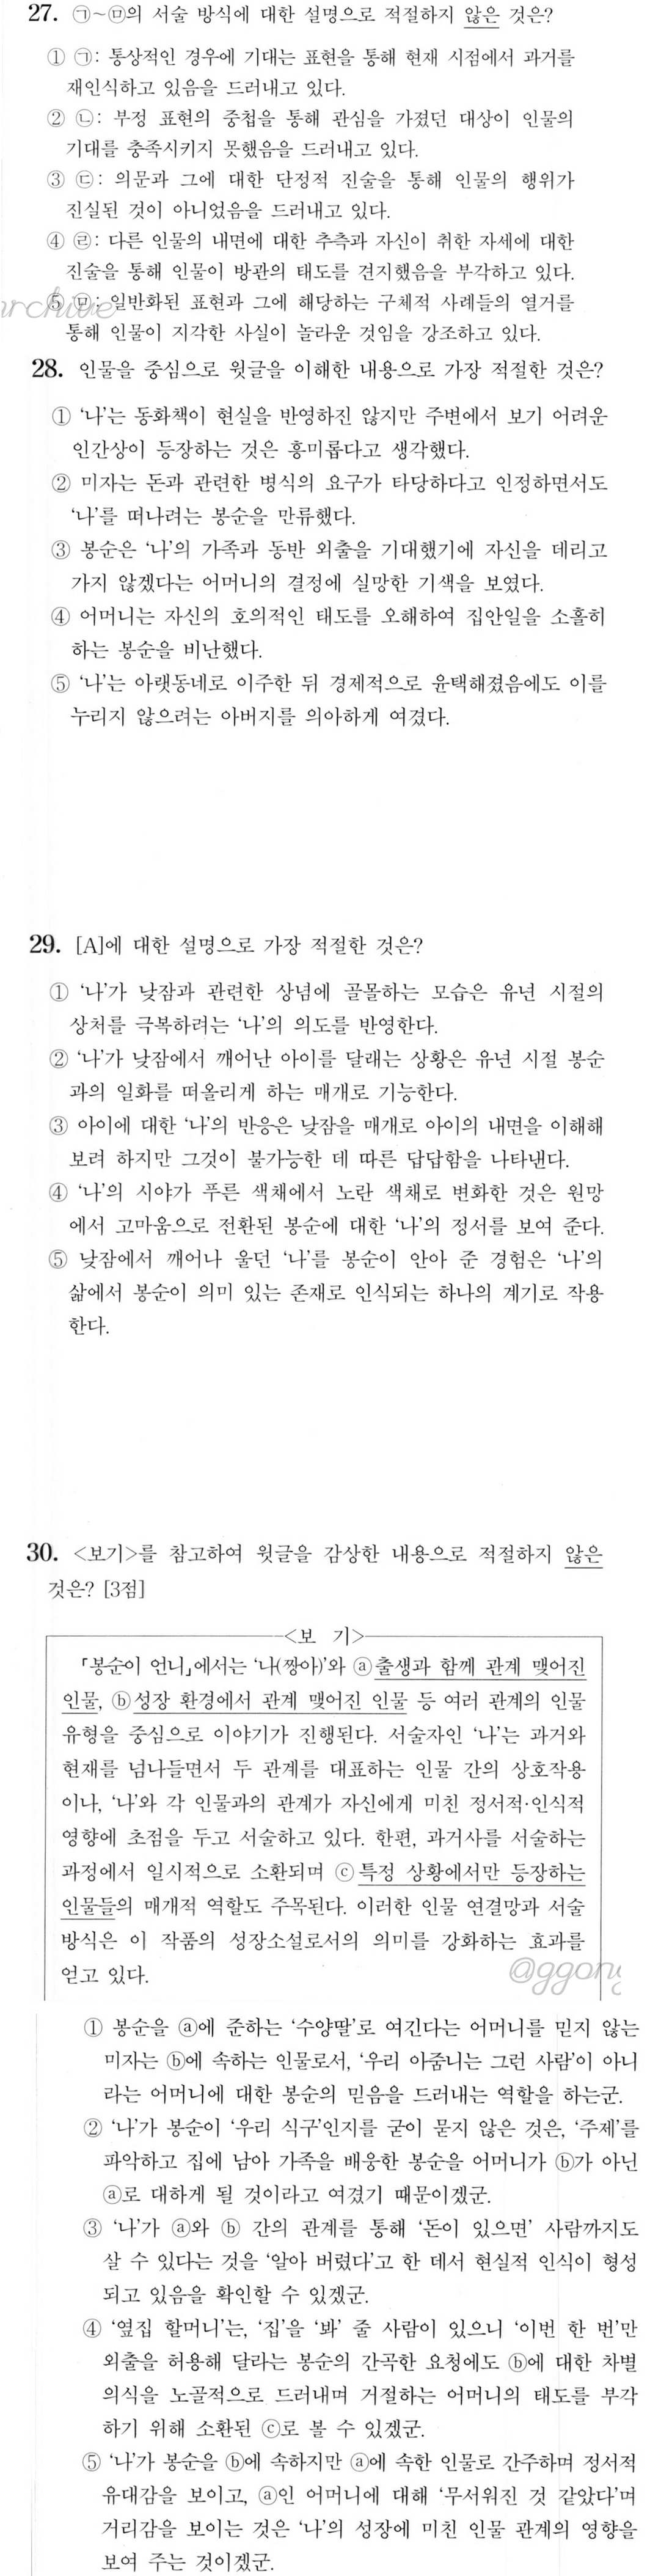 27. ㉠~㉤의 서술 방식에 대한 설명으로 적절하지 않은 것은?
① ㉠: 통상적인 경우에 기대는 표현을 통해 현재 시점에서 과거를
재인식하고 있음을 드러내고 있다.
② ㉡: 부정 표현의 중첩을 통해 관심을 가졌던 대상이 인물의
기대를 충족시키지 못했음을 드러내고 있다.
③ ㉢: 의문과 그에 대한 단정적 진술을 통해 인물의 행위가
진실된 것이 아니었음을 드러내고 있다.
④ ㉣: 다른 인물의 내면에 대한 추측과 자신이 취한 자세에 대한
진술을 통해 인물이 방관의 태도를 견지했음을 부각하고 있다.
⑤ ㉤: 일반화된 표현과 그에 해당하는 구체적 사례들의 열거를
통해 인물이 지각한 사실이 놀라운 것임을 강조하고 있다.
28. 인물을 중심으로 윗글을 이해한 내용으로 가장 적절한 것은?
① ‘나’는 동화책이 현실을 반영하진 않지만 주변에서 보기 어려운
인간상이 등장하는 것은 흥미롭다고 생각했다.
② 미자는 돈과 관련한 병식의 요구가 타당하다고 인정하면서도
‘나’를 떠나려는 봉순을 만류했다.
③ 봉순은 ‘나’의 가족과 동반 외출을 기대했기에 자신을 데리고
가지 않겠다는 어머니의 결정에 실망한 기색을 보였다.
④ 어머니는 자신의 호의적인 태도를 오해하여 집안일을 소홀히
하는 봉순을 비난했다.
⑤ ‘나’는 아랫동네로 이주한 뒤 경제적으로 윤택해졌음에도 이를
누리지 않으려는 아버지를 의아하게 여겼다.
29. [A]에 대한 설명으로 가장 적절한 것은?
① ‘나’가 낮잠과 관련한 상념에 골몰하는 모습은 유년 시절의
상처를 극복하려는 ‘나’의 의도를 반영한다.
② ‘나’가 낮잠에서 깨어난 아이를 달래는 상황은 유년 시절 봉순
과의 일화를 떠올리게 하는 매개로 기능한다.
③ 아이에 대한 ‘나’의 반응은 낮잠을 매개로 아이의 내면을 이해해
보려 하지만 그것이 불가능한 데 따른 답답함을 나타낸다.
④ ‘나’의 시야가 푸른 색채에서 노란 색채로 변화한 것은 원망
에서 고마움으로 전환된 봉순에 대한 ‘나’의 정서를 보여 준다.
⑤ 낮잠에서 깨어나 울던 ‘나’를 봉순이 안아 준 경험은 ‘나’의
삶에서 봉순이 의미 있는 존재로 인식되는 하나의 계기로 작용
한다.
30. <보기>를 참고하여 윗글을 감상한 내용으로 적절하지 않은
것은? [3점]
<보 기>
「봉순이 언니」에서는 ‘나(짱아)’와 ⓐ출생과 함께 관계 맺어진
인물, ⓑ성장 환경에서 관계 맺어진 인물 등 여러 관계의 인물
유형을 중심으로 이야기가 진행된다. 서술자인 ‘나’는 과거와
현재를 넘나들면서 두 관계를 대표하는 인물 간의 상호작용
이나, ‘나’와 각 인물과의 관계가 자신에게 미친 정서적·인식적
영향에 초점을 두고 서술하고 있다. 한편, 과거사를 서술하는
과정에서 일시적으로 소환되며 ⓒ특정 상황에서만 등장하는
인물들의 매개적 역할도 주목된다. 이러한 인물 연결망과 서술
방식은 이 작품의 성장소설로서의 의미를 강화하는 효과를
얻고 있다.
① 봉순을 ⓐ에 준하는 ‘수양딸’로 여긴다는 어머니를 믿지 않는
미자는 ⓑ에 속하는 인물로서, ‘우리 아줌니는 그런 사람’이 아니
라는 어머니에 대한 봉순의 믿음을 드러내는 역할을 하는군.
② ‘나’가 봉순이 ‘우리 식구’인지를 굳이 묻지 않은 것은, ‘주제’를
파악하고 집에 남아 가족을 배웅한 봉순을 어머니가 ⓑ가 아닌
ⓐ로 대하게 될 것이라고 여겼기 때문이겠군.
③ ‘나’가 ⓐ와 ⓑ 간의 관계를 통해 ‘돈이 있으면’ 사람까지도
살 수 있다는 것을 ‘알아 버렸다’고 한 데서 현실적 인식이 형성
되고 있음을 확인할 수 있겠군.
④ ‘옆집 할머니’는, ‘집’을 ‘봐’ 줄 사람이 있으니 ‘이번 한 번’만
외출을 허용해 달라는 봉순의 간곡한 요청에도 ⓑ에 대한 차별
의식을 노골적으로 드러내며 거절하는 어머니의 태도를 부각
하기 위해 소환된 ⓒ로 볼 수 있겠군.
⑤ ‘나’가 봉순을 ⓑ에 속하지만 ⓐ에 속한 인물로 간주하며 정서적
유대감을 보이고, ⓐ인 어머니에 대해 ‘무서워진 것 같았다’며
거리감을 보이는 것은 ‘나’의 성장에 미친 인물 관계의 영향을
보여 주는 것이겠군.